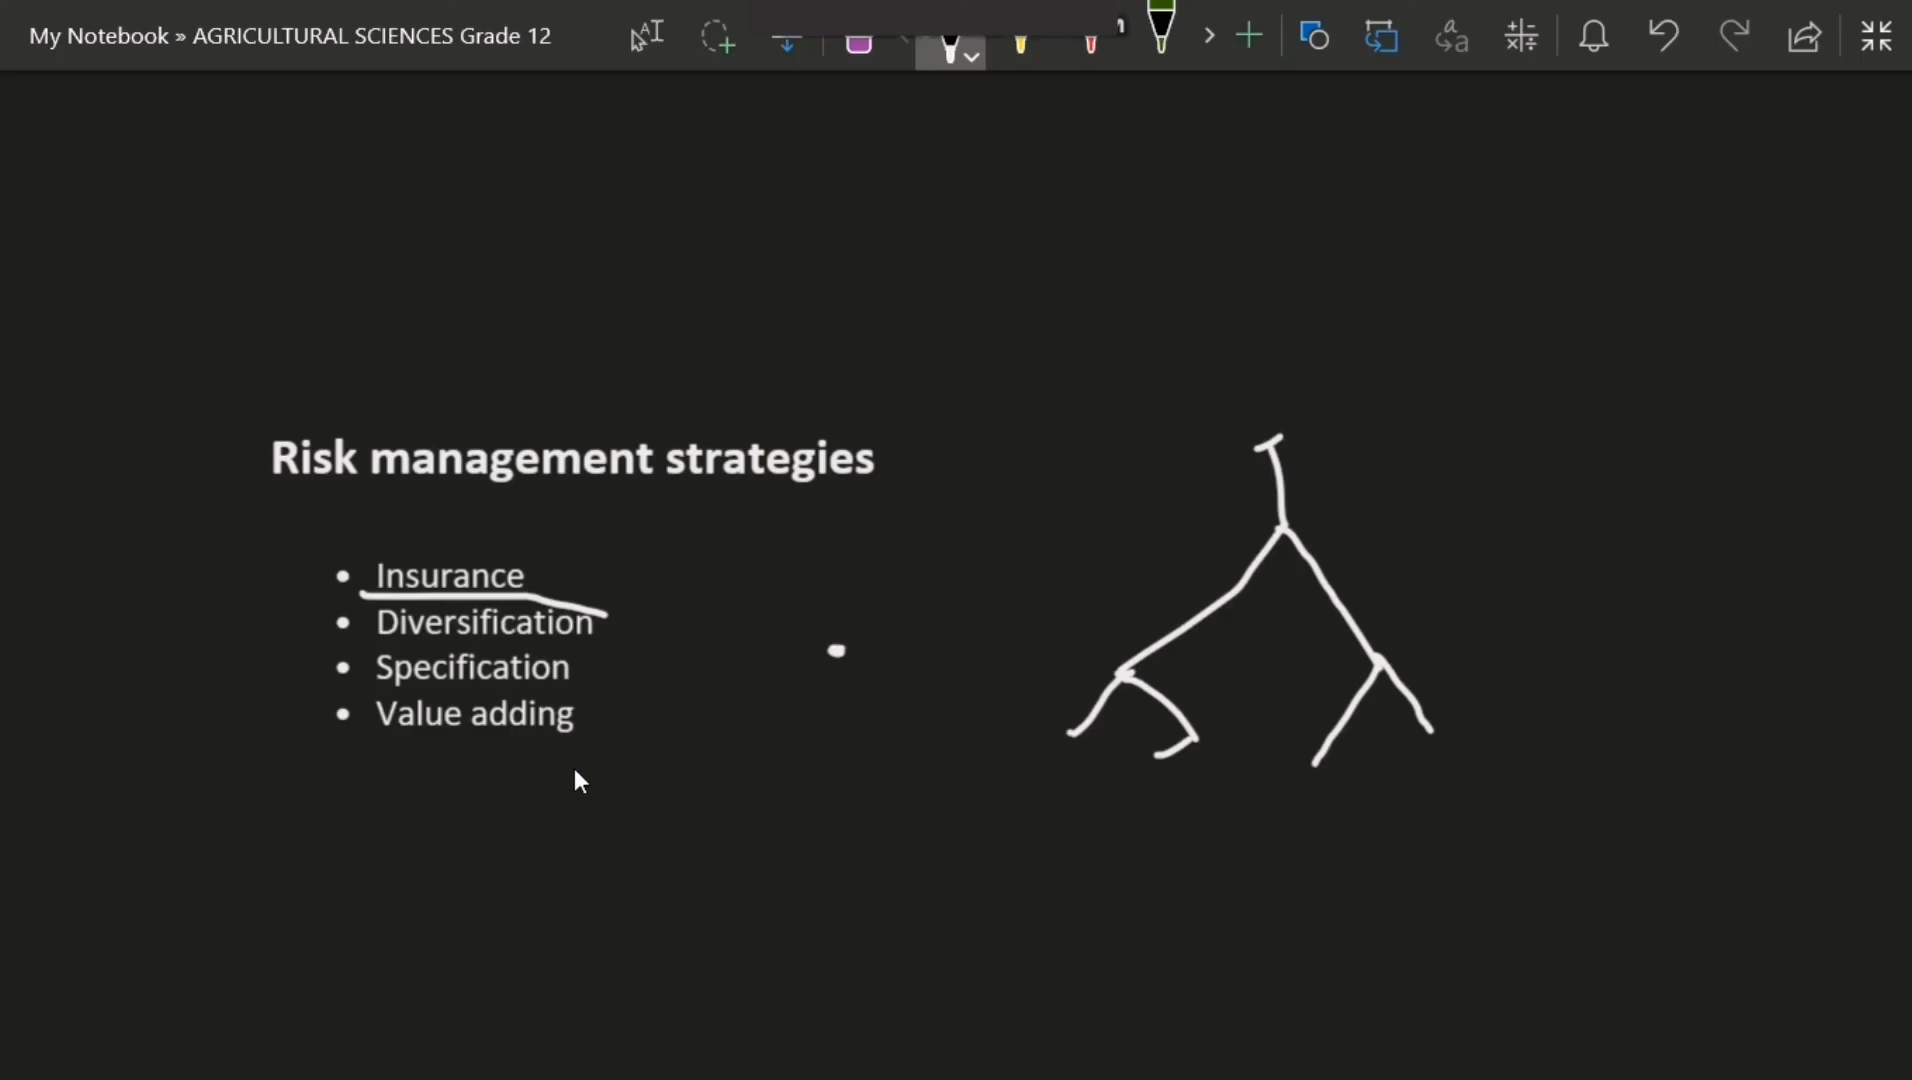 My Notebook » AGRICULTURAL SCIENCES Grade 12
Risk management strategies
• Insurance
• Diversification
• Specification
• Value adding